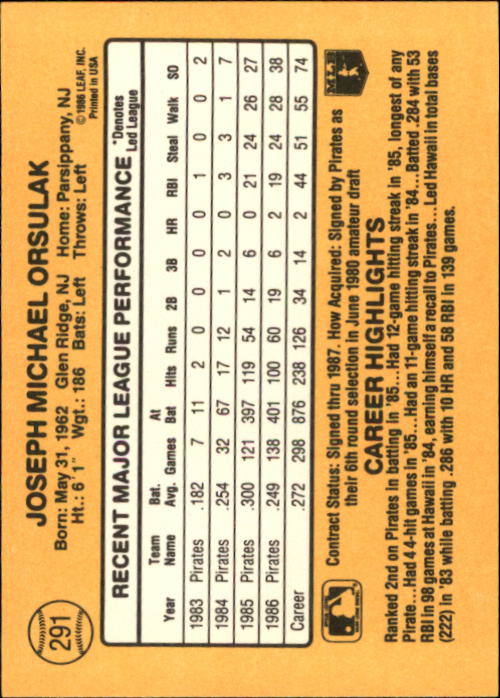 291
JOSEPH MICHAEL ORSULAK
Born: May 31, 1962 Glen Ridge, NJ Home: Parsippany, NJ
Ht.: 6'1" Wgt.: 186 Bats: Left Throws: Left
© 1986 LEAF, INC.
Printed in USA
RECENT MAJOR LEAGUE PERFORMANCE *Denotes Led League
Year Team Name Bat. Avg. Games At Bat Hits Runs 2B 3B HR RBI Steal Walk SO
1983 Pirates .182 7 11 2 0 0 0 0 1 0 0 2
1984 Pirates .254 32 67 17 12 1 2 0 3 3 1 7
1985 Pirates .300 121 397 119 54 14 6 0 21 24 26 27
1986 Pirates .249 138 401 100 60 19 6 2 19 24 28 38
Career .272 298 876 238 126 34 14 2 44 51 55 74
Contract Status: Signed thru 1987. How Acquired: Signed by Pirates as
their 6th round selection in June 1980 amateur draft
CAREER HIGHLIGHTS
Ranked 2nd on Pirates in batting in '85...Had 12-game hitting streak in '85, longest of any
Pirate...Had 4 4-hit games in '85...Had an 11-game hitting streak in '84...Batted .284 with 53
RBI in 98 games at Hawaii in '84, earning himself a recall to Pirates...Led Hawaii in total bases
(222) in '83 while batting .286 with 10 HR and 58 RBI in 139 games.